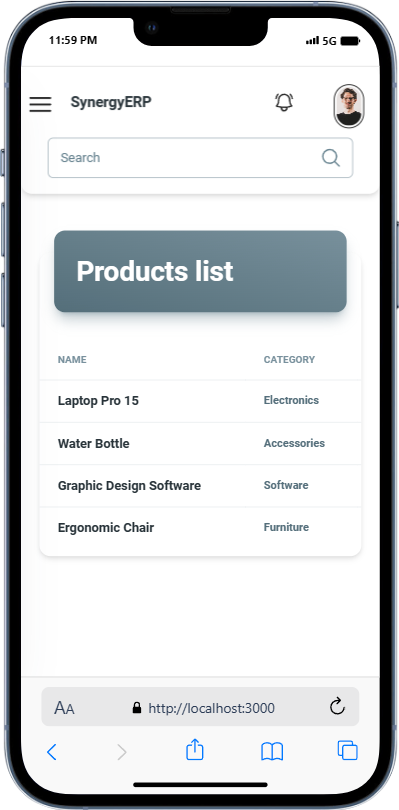 11:59 PM 5G
SynergyERP
Search
Products list
NAME CATEGORY
Laptop Pro 15 Electronics
Water Bottle Accessories
Graphic Design Software Software
Ergonomic Chair Furniture
AA http://localhost:3000